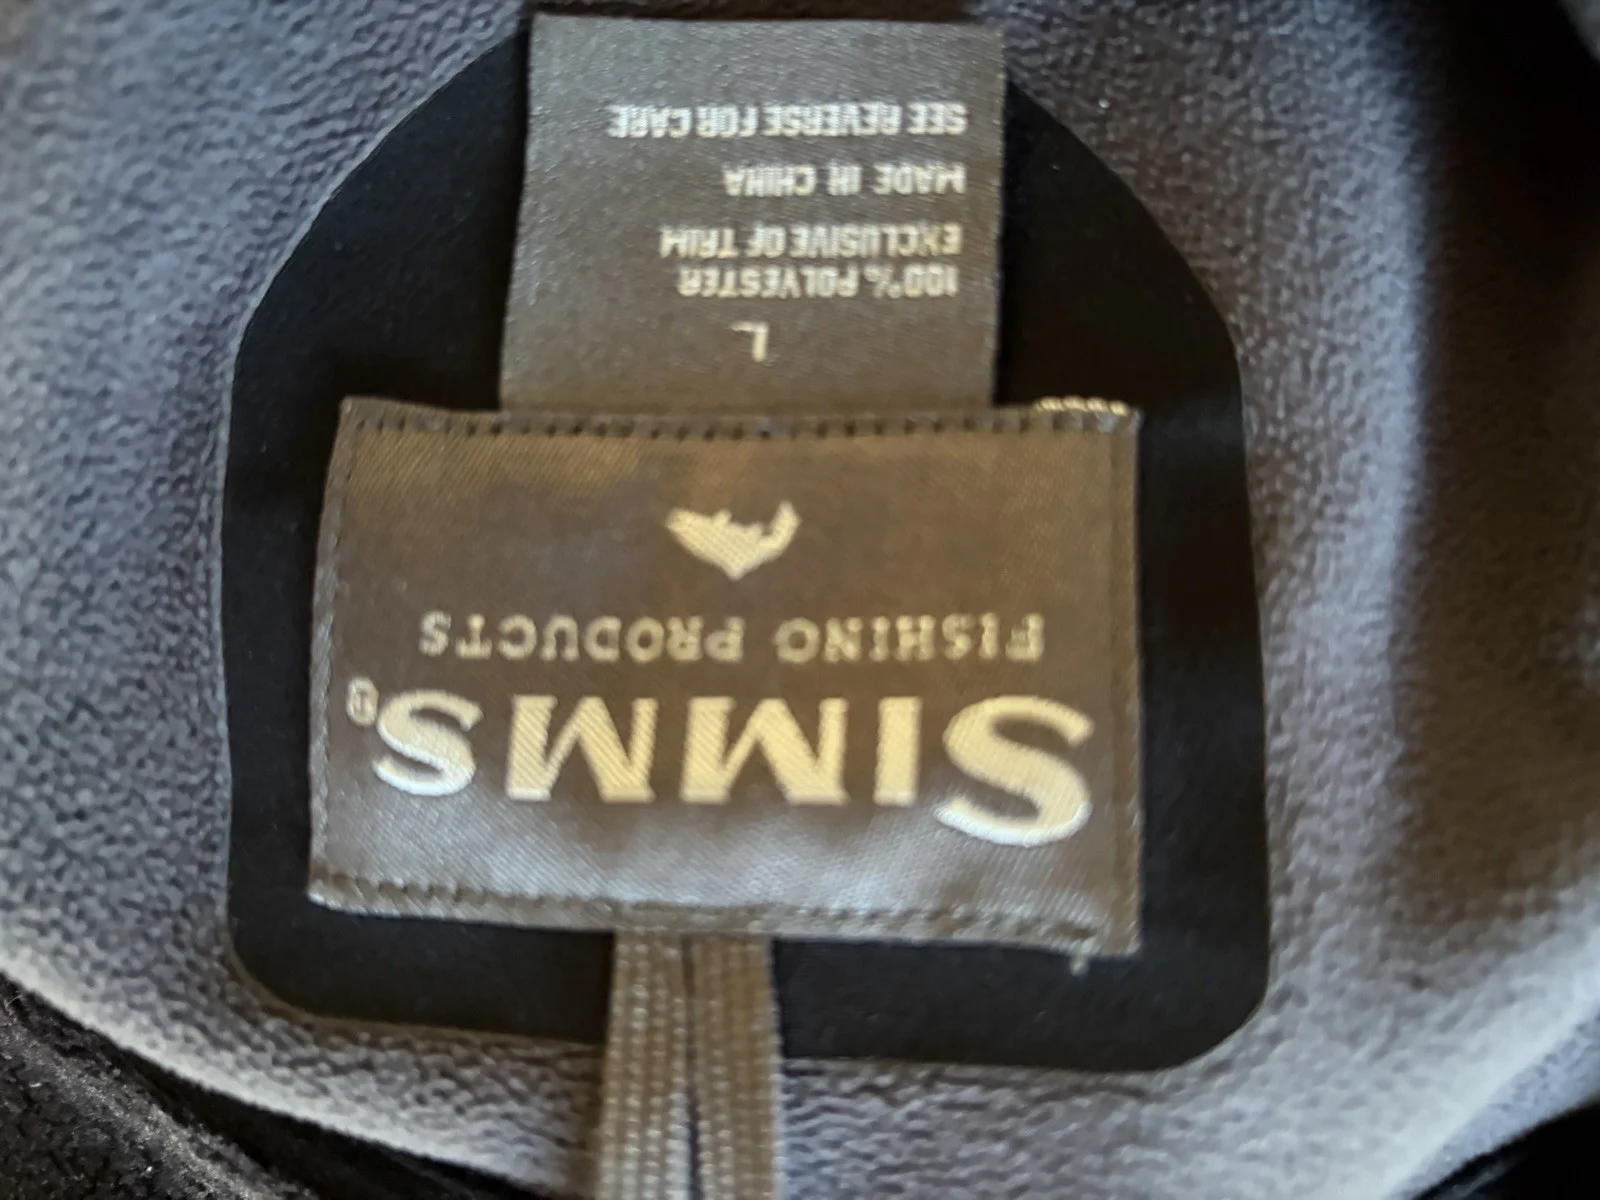 SIMMS®
FISHING PRODUCTS
L
100% POLYESTER
EXCLUSIVE OF TRIM
MADE IN CHINA
SEE REVERSE FOR CARE